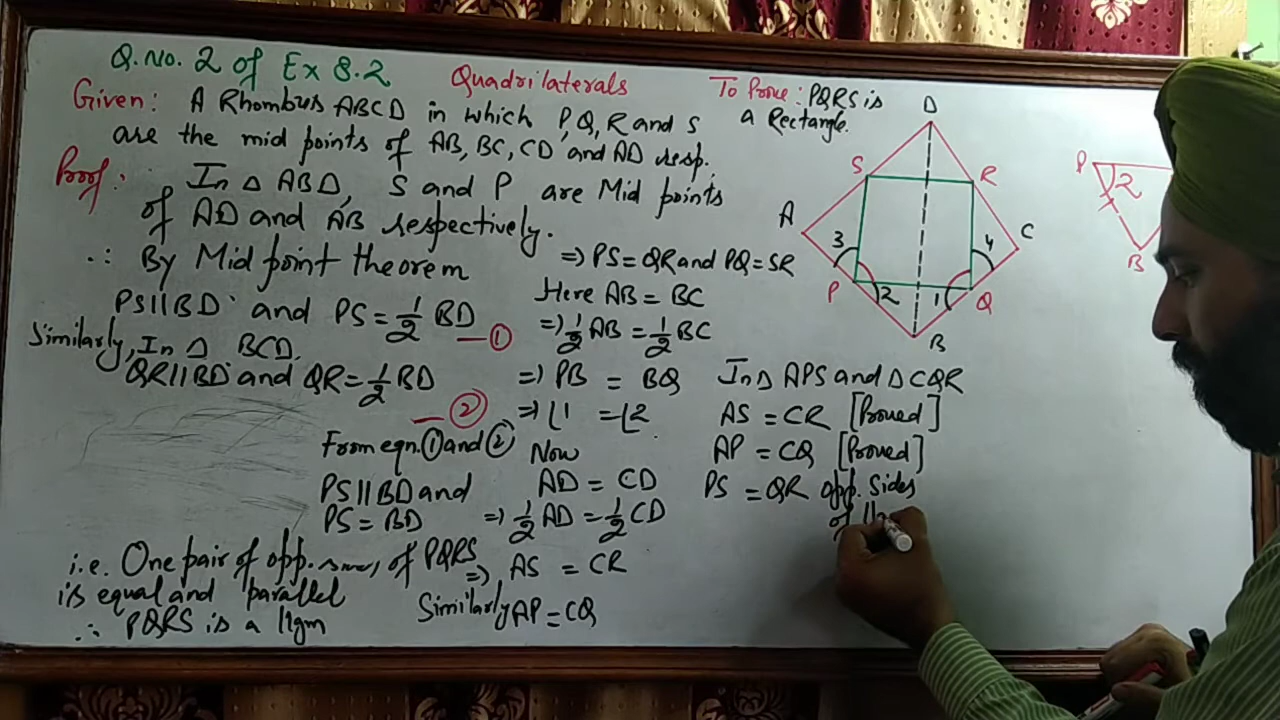 Q.No. 2 of Ex 8.2
Quadrilaterals
Given: A Rhombus ABCD in which P,Q,R and S
are the mid points of AB, BC, CD and AD resp.
To Prove: PQRS is
a Rectangle.
Proof: In Δ ABD, S and P are Mid points
of AD and AB respectively.
∴ By Mid point theorem
PS||BD and PS = 1/2 BD —①
Similarly, In Δ BCD.
QR||BD and QR = 1/2 BD
—②
From eqn. ① and ②
PS||BD and
PS = BD
i.e. One pair of opp. of PQRS
is equal and parallel
∴ PQRS is a ||gm
⇒ PS = QR and PQ = SR
Here AB = BC
⇒ 1/2 AB = 1/2 BC
⇒ PB = BQ
⇒ ∠1 = ∠2
Now
AD = CD
⇒ 1/2 AD = 1/2 CD
⇒ AS = CR
Similarly AP = CQ
In Δ APS and Δ CQR
AS = CR [Proved]
AP = CQ [Proved]
PS = QR opp. sides
of ||
D
S
R
A
C
3
4
P
2
1
Q
B
P
2
B